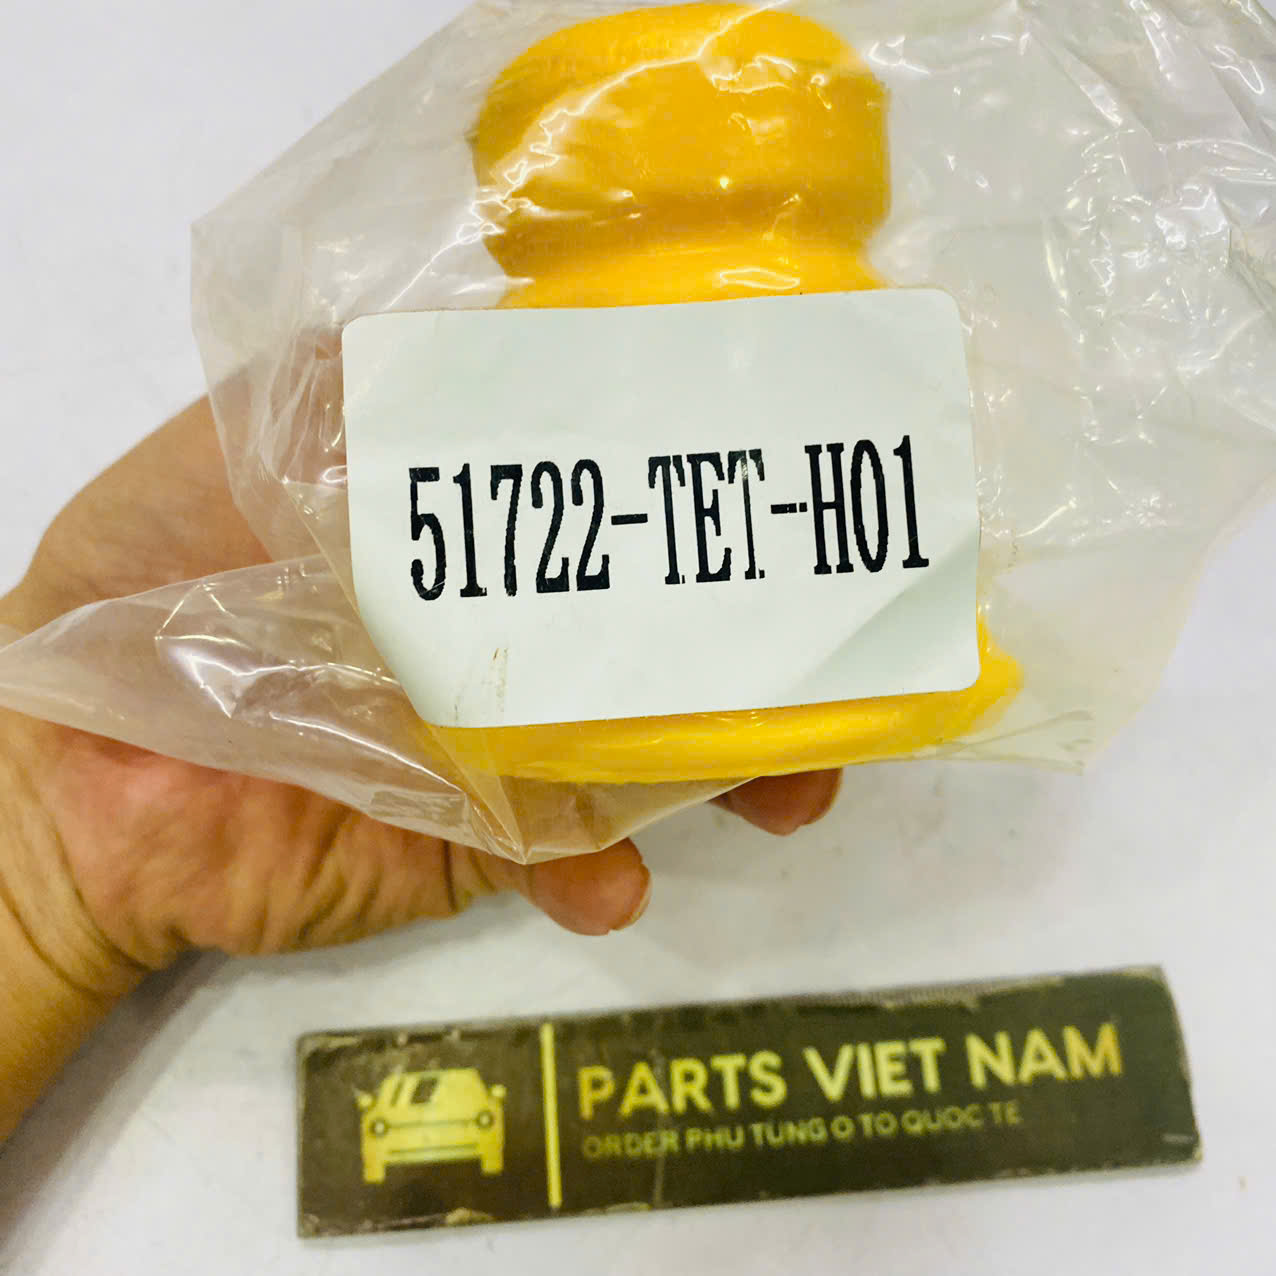 51722-TET-H01
PARTS VIET NAM
ORDER PHU TUNG O TO QUOC TE